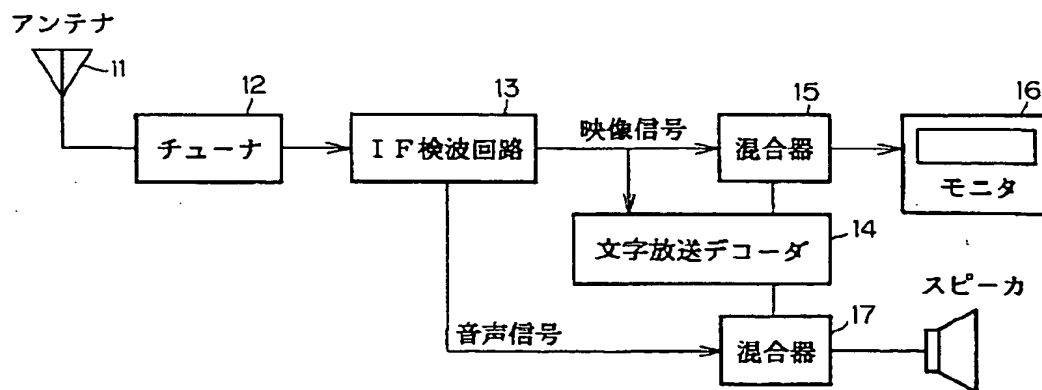 アンテナ
11
12
チューナ
13
IF検波回路
映像信号
15
混合器
16
モニタ
14
文字放送デコーダ
音声信号
17
混合器
スピーカ